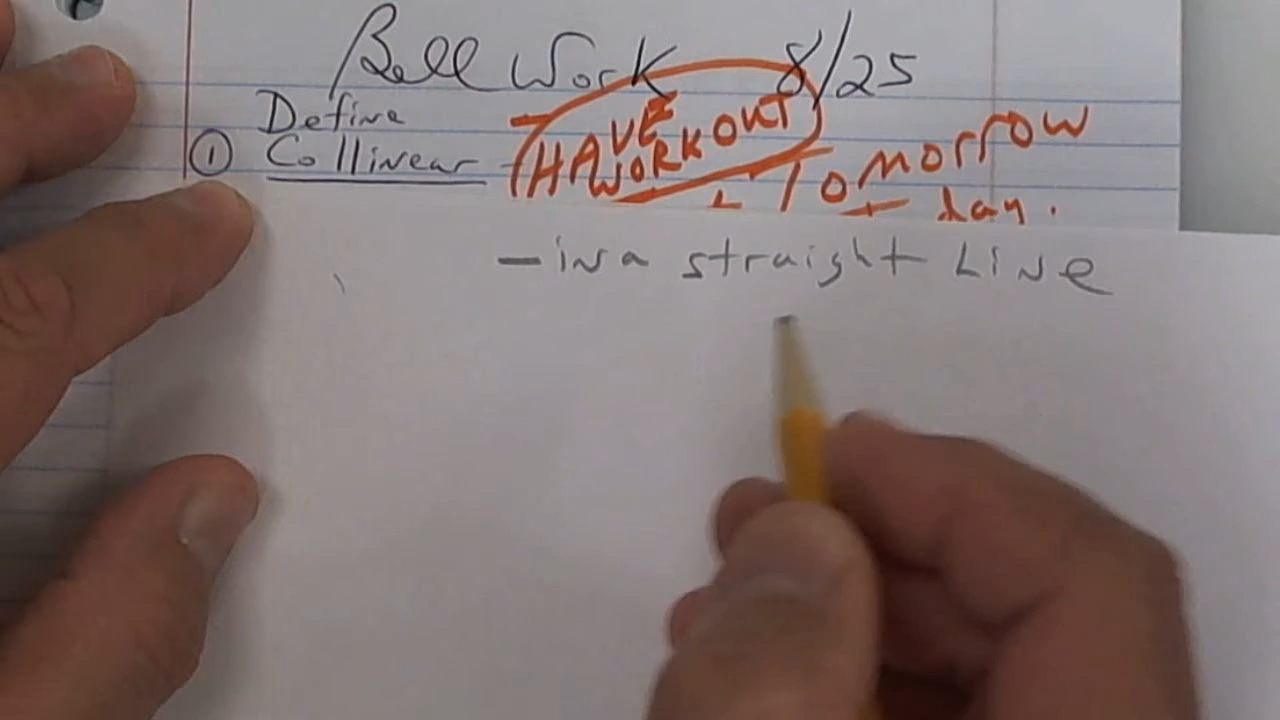 Bell Work 8/25
Define
① Collinear
HAVE
WORKOUT
Tomorrow
day.
- in a straight Line